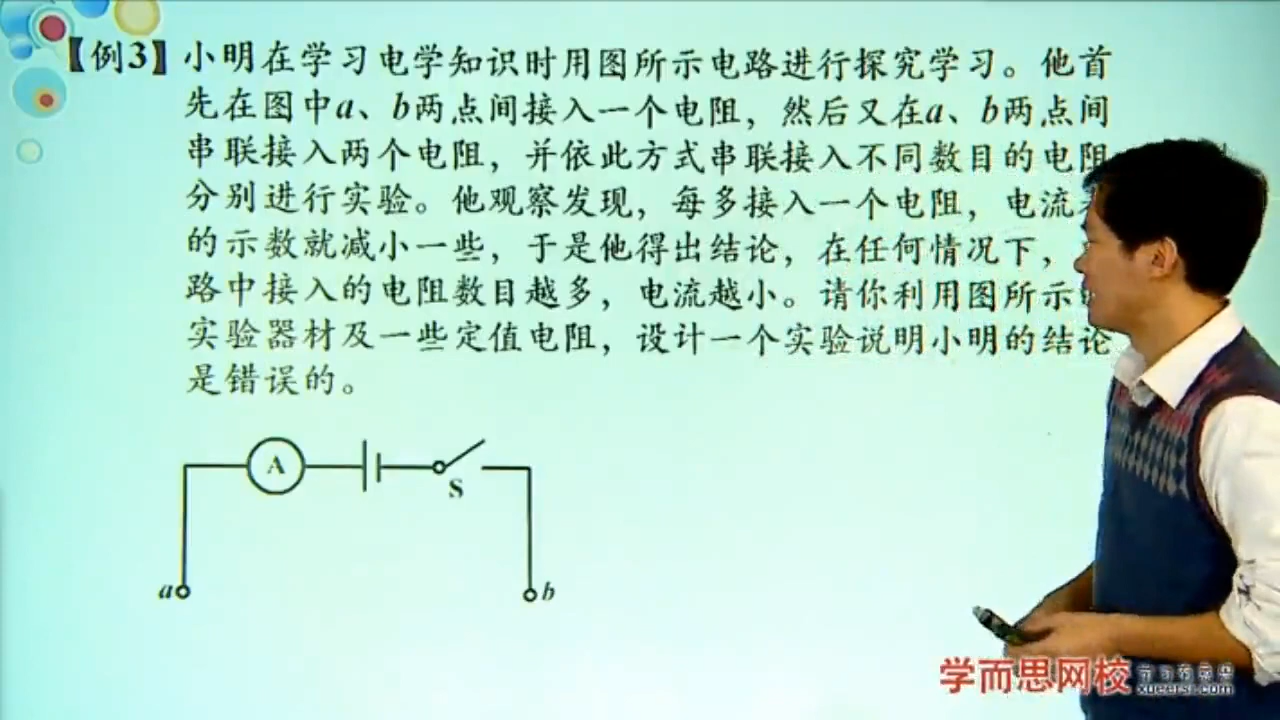 【例3】小明在学习电学知识时用图所示电路进行探究学习。他首
先在图中a、b两点间接入一个电阻，然后又在a、b两点间
串联接入两个电阻，并依此方式串联接入不同数目的电阻
分别进行实验。他观察发现，每多接入一个电阻，电流
的示数就减小一些，于是他得出结论，在任何情况下，
路中接入的电阻数目越多，电流越小。请你利用图所示
实验器材及一些定值电阻，设计一个实验说明小明的结论
是错误的。
A
S
a
b
学而思网校
xueersi.com